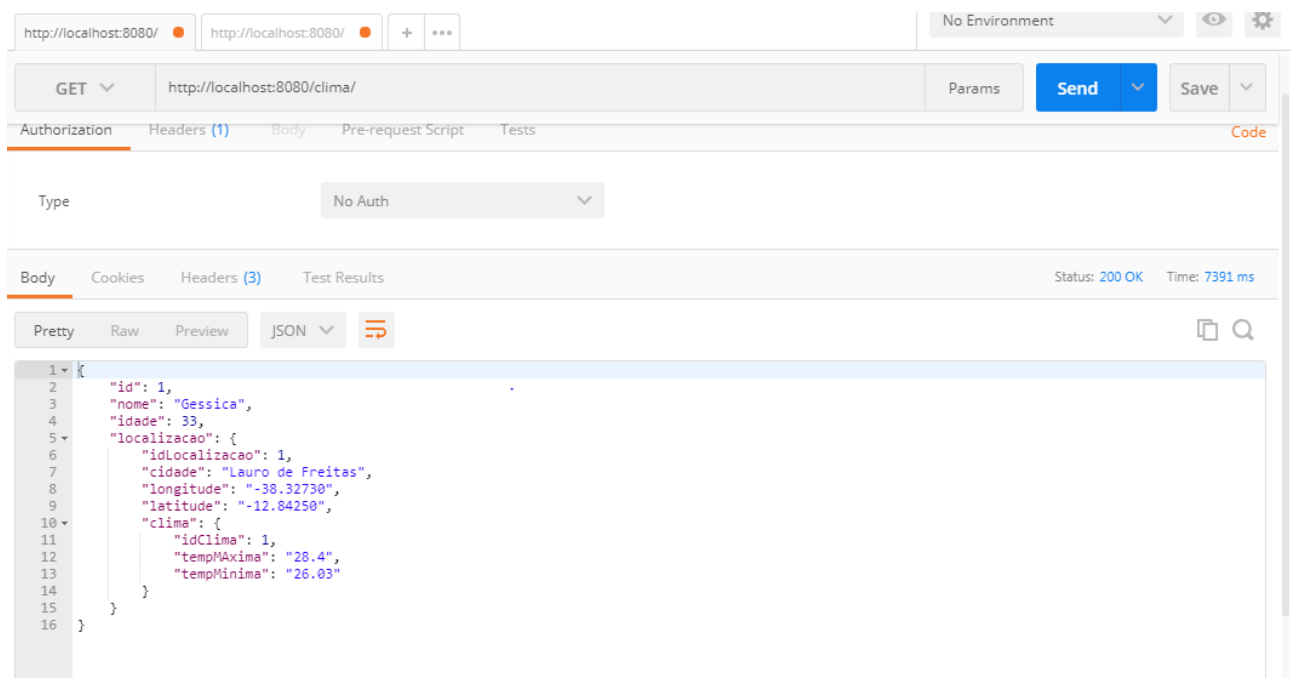 http://localhost:8080/ http://localhost:8080/ + ••• No Environment
GET http://localhost:8080/clima/ Params Send Save
Authorization Headers (1) Body Pre-request Script Tests Code
Type No Auth
Body Cookies Headers (3) Test Results Status: 200 OK Time: 7391 ms
Pretty Raw Preview JSON
1 {
2 "id": 1,
3 "nome": "Gessica",
4 "idade": 33,
5 "localizacao": {
6 "idLocalizacao": 1,
7 "cidade": "Lauro de Freitas",
8 "longitude": "-38.32730",
9 "latitude": "-12.84250",
10 "clima": {
11 "idClima": 1,
12 "tempMAxima": "28.4",
13 "tempMinima": "26.03"
14 }
15 }
16 }